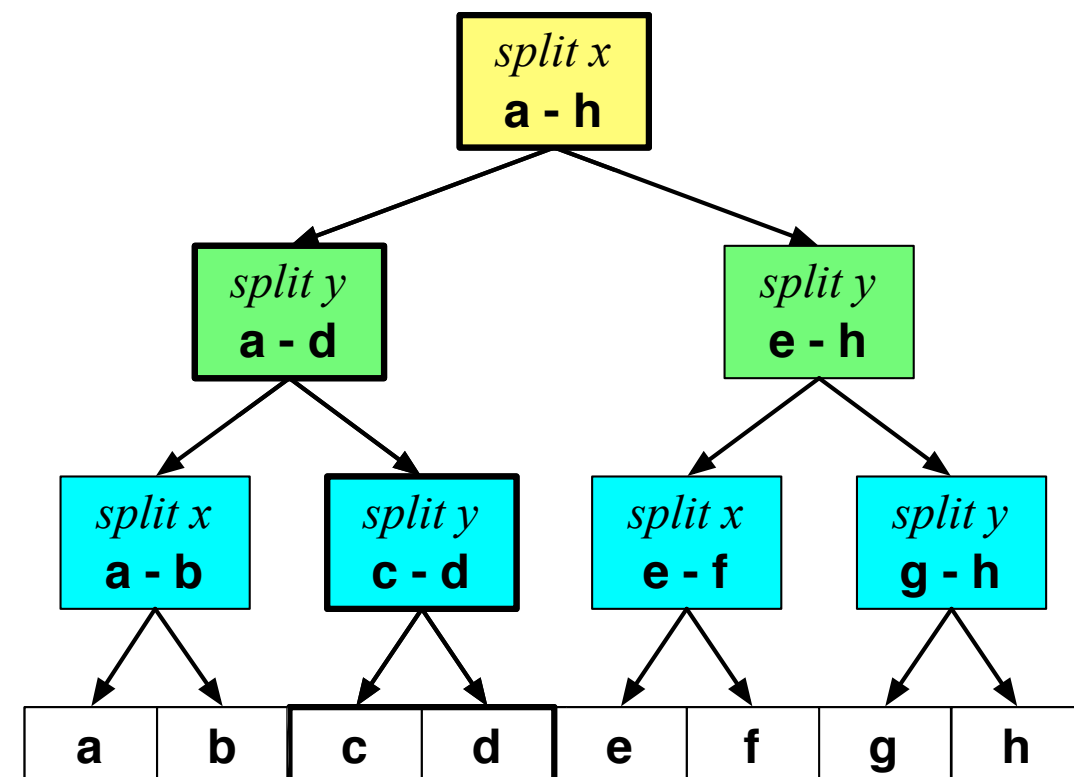 split x
a - h
split y
a - d
split y
e - h
split x
a - b
split y
c - d
split x
e - f
split y
g - h
a b c d e f g h